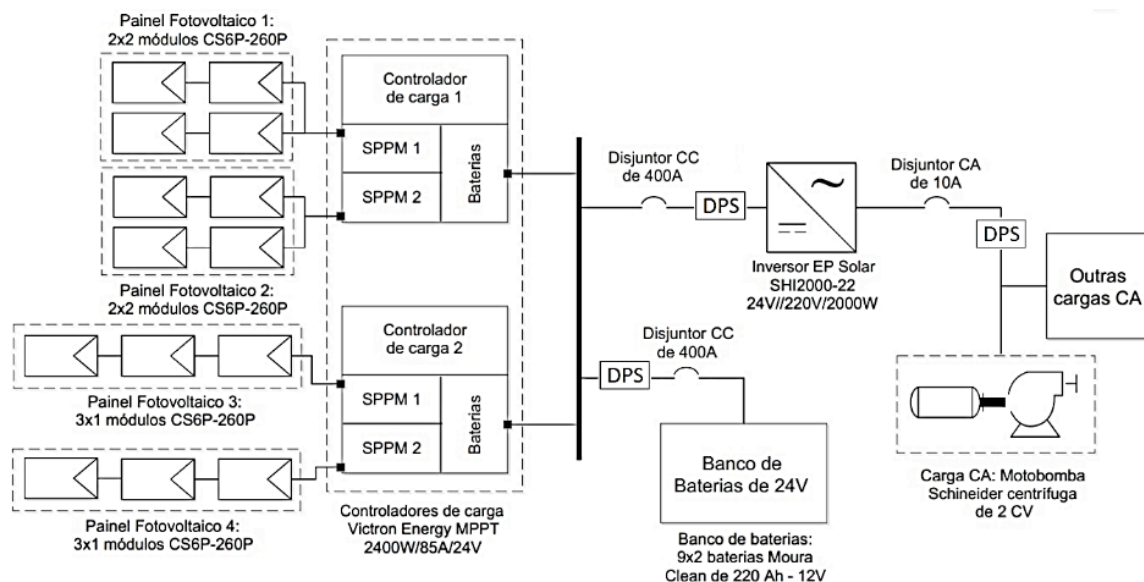 Painel Fotovoltaico 1:
2x2 módulos CS6P-260P
Controlador
de carga 1
SPPM 1
SPPM 2
Baterias
Painel Fotovoltaico 2:
2x2 módulos CS6P-260P
Controlador
de carga 2
SPPM 1
SPPM 2
Baterias
Painel Fotovoltaico 3:
3x1 módulos CS6P-260P
Painel Fotovoltaico 4:
3x1 módulos CS6P-260P
Controladores de carga
Victron Energy MPPT
2400W/85A/24V
Disjuntor CC
de 400A
DPS
Inversor EP Solar
SHI2000-22
24V//220V/2000W
Disjuntor CA
de 10A
DPS
Outras
cargas CA
Disjuntor CC
de 400A
DPS
Banco de
Baterias de 24V
Banco de baterias:
9x2 baterias Moura
Clean de 220 Ah - 12V
Carga CA: Motobomba
Schineider centrífuga
de 2 CV